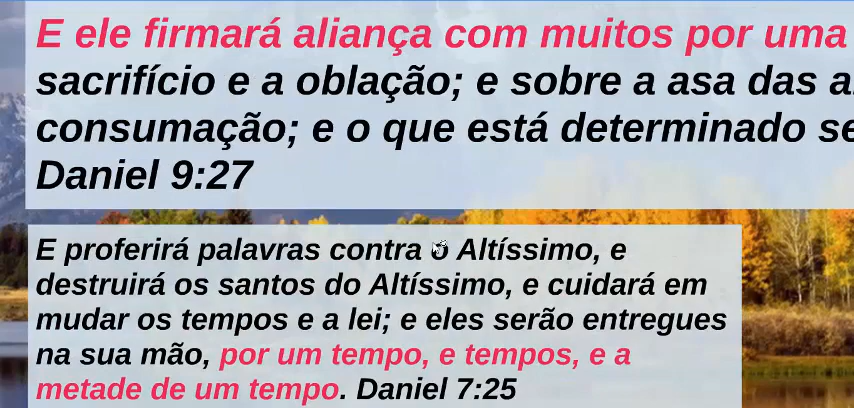 E ele firmará aliança com muitos por uma
sacrifício e a oblação; e sobre a asa das
consumação; e o que está determinado
Daniel 9:27
E proferirá palavras contra o Altíssimo, e
destruirá os santos do Altíssimo, e cuidará em
mudar os tempos e a lei; e eles serão entregues
na sua mão, por um tempo, e tempos, e a
metade de um tempo. Daniel 7:25